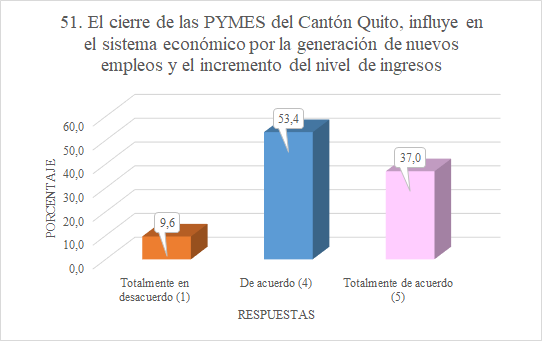 51. El cierre de las PYMES del Cantón Quito, influye en
el sistema económico por la generación de nuevos
empleos y el incremento del nivel de ingresos
PORCENTAJE
60,0
50,0
40,0
30,0
20,0
10,0
0,0
9,6
53,4
37,0
Totalmente en
desacuerdo (1)
De acuerdo (4)
Totalmente de acuerdo
(5)
RESPUESTAS